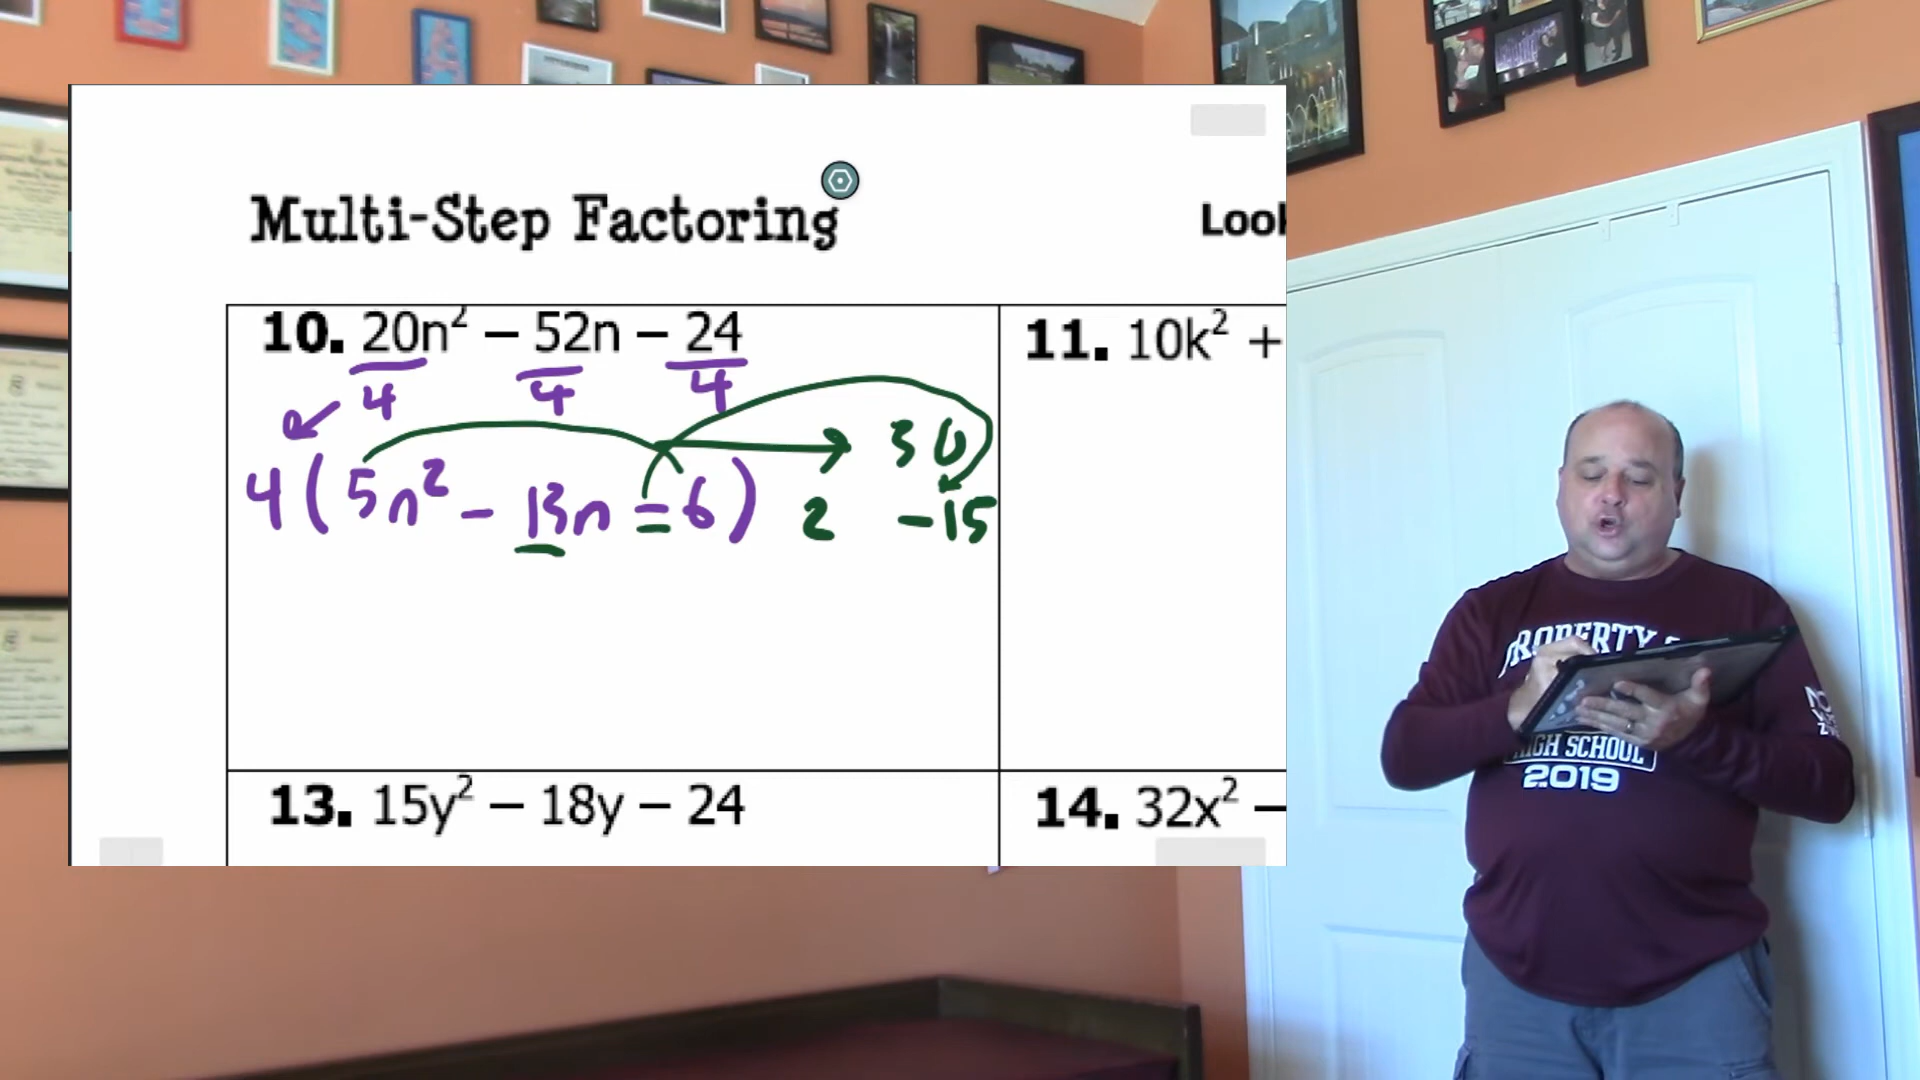 Multi-Step Factoring
Look
10. 20n² – 52n – 24
4 4 4
30
4(5n² - 13n - 6) 2 -15
11. 10k² +
13. 15y² – 18y – 24
14. 32x² –
PROPERTY
HIGH SCHOOL
2019